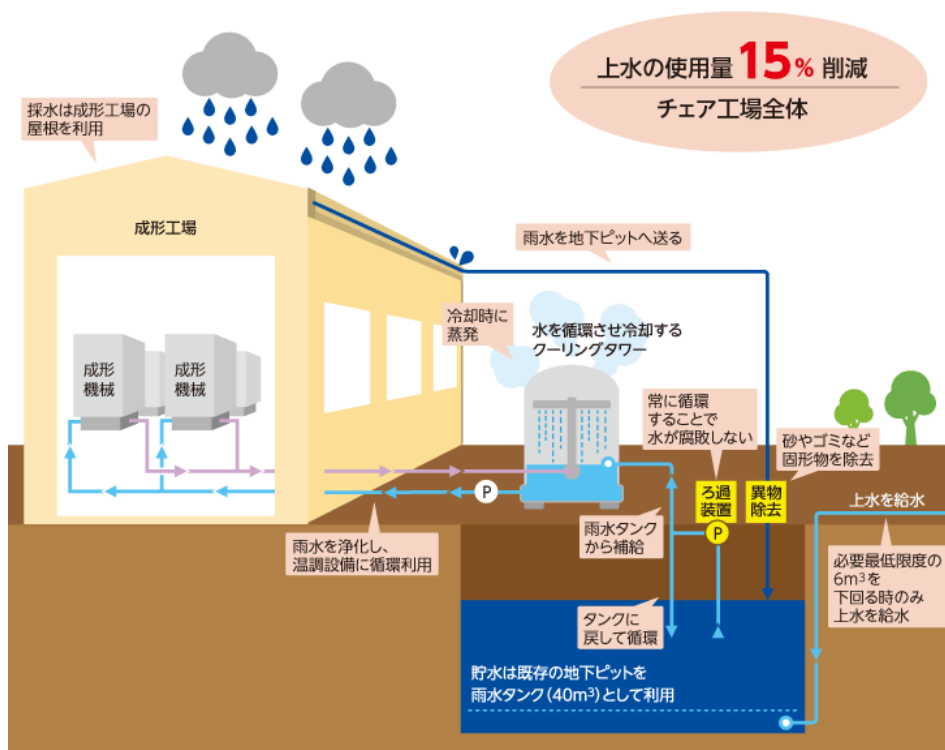 上水の使用量 15% 削減
チェア工場全体
採水は成形工場の
屋根を利用
成形工場
雨水を地下ピットへ送る
冷却時に
蒸発
水を循環させ冷却する
クーリングタワー
成形
機械
成形
機械
常に循環
することで
水が腐敗しない
砂やゴミなど
固形物を除去
P
ろ過
装置
異物
除去
上水を給水
P
雨水を浄化し、
温調設備に循環利用
雨水タンク
から補給
必要最低限度の
6m³を
下回る時のみ
上水を給水
タンクに
戻して循環
貯水は既存の地下ピットを
雨水タンク(40m³)として利用